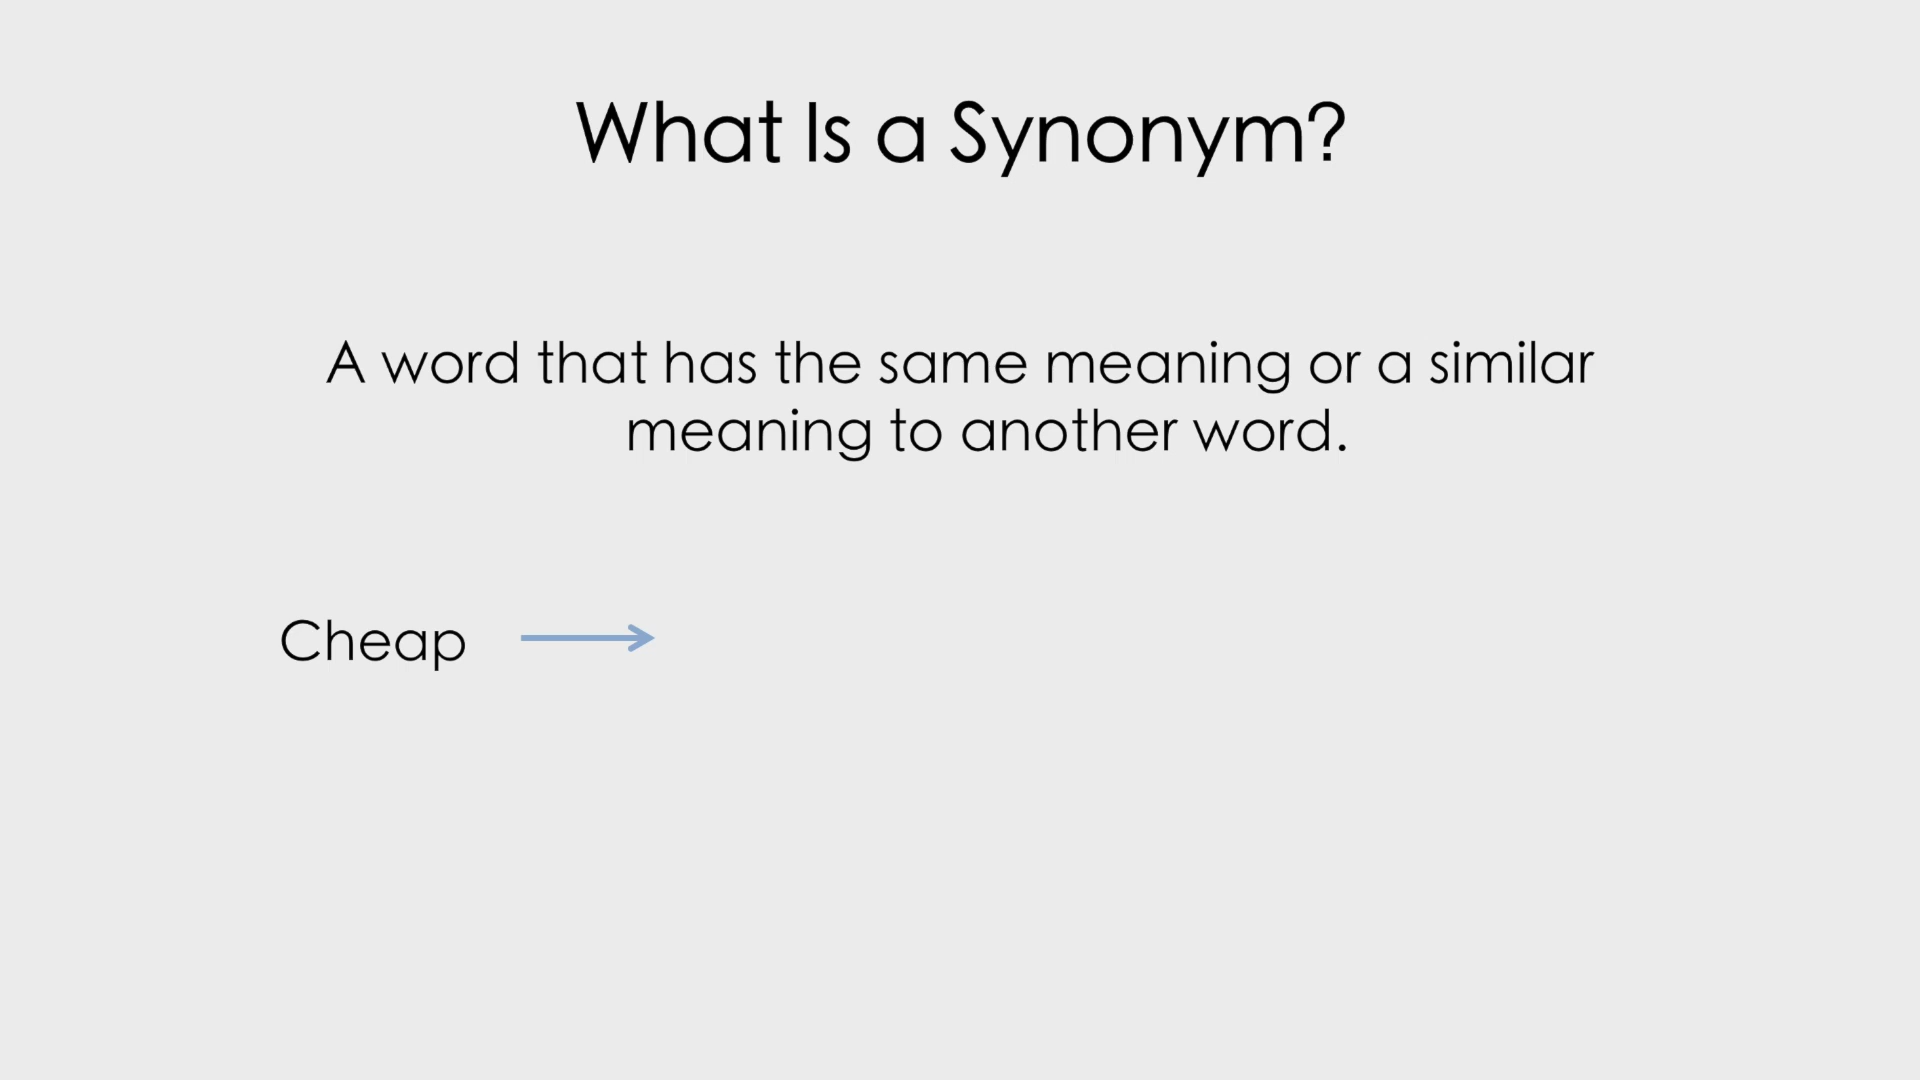 What Is a Synonym?
A word that has the same meaning or a similar
meaning to another word.
Cheap